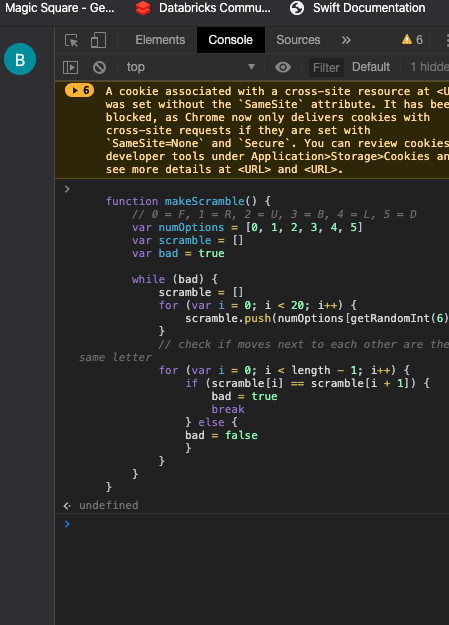 Magic Square - Ge...
Databricks Commu...
Swift Documentation
B
Elements Console Sources » 6
top Filter Default 1 hidde
6 A cookie associated with a cross-site resource at <U
was set without the `SameSite` attribute. It has bee
blocked, as Chrome now only delivers cookies with
cross-site requests if they are set with
`SameSite=None` and `Secure`. You can review cookies
developer tools under Application>Storage>Cookies an
see more details at <URL> and <URL>.
>
function makeScramble() {
// 0 = F, 1 = R, 2 = U, 3 = B, 4 = L, 5 = D
var numOptions = [0, 1, 2, 3, 4, 5]
var scramble = []
var bad = true
while (bad) {
scramble = []
for (var i = 0; i < 20; i++) {
scramble.push(numOptions[getRandomInt(6)
}
// check if moves next to each other are the
same letter
for (var i = 0; i < length - 1; i++) {
if (scramble[i] == scramble[i + 1]) {
bad = true
break
} else {
bad = false
}
}
}
}
undefined
>